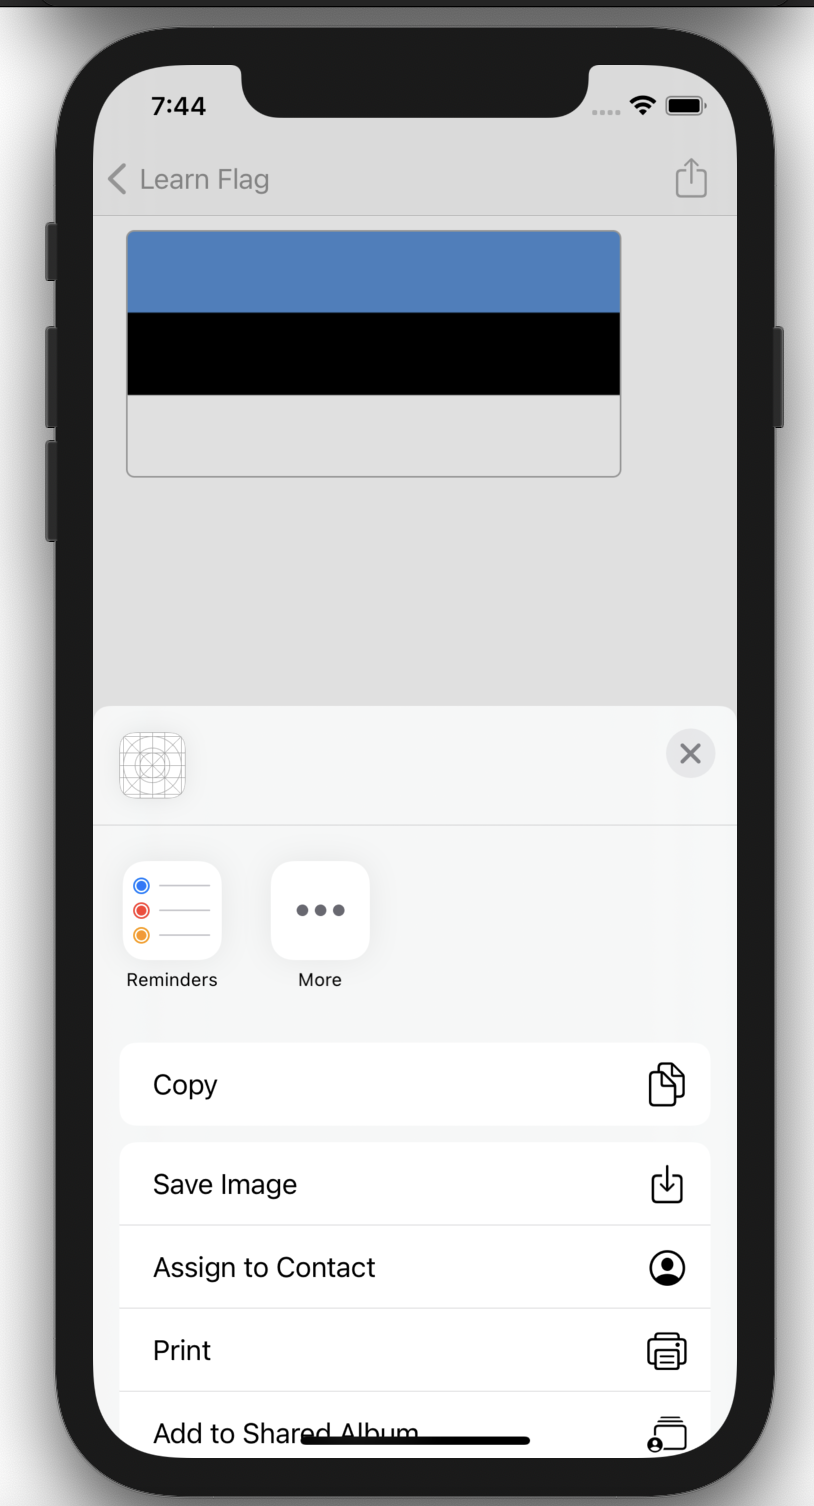 7:44
Learn Flag
Reminders
More
Copy
Save Image
Assign to Contact
Print
Add to Shared Album